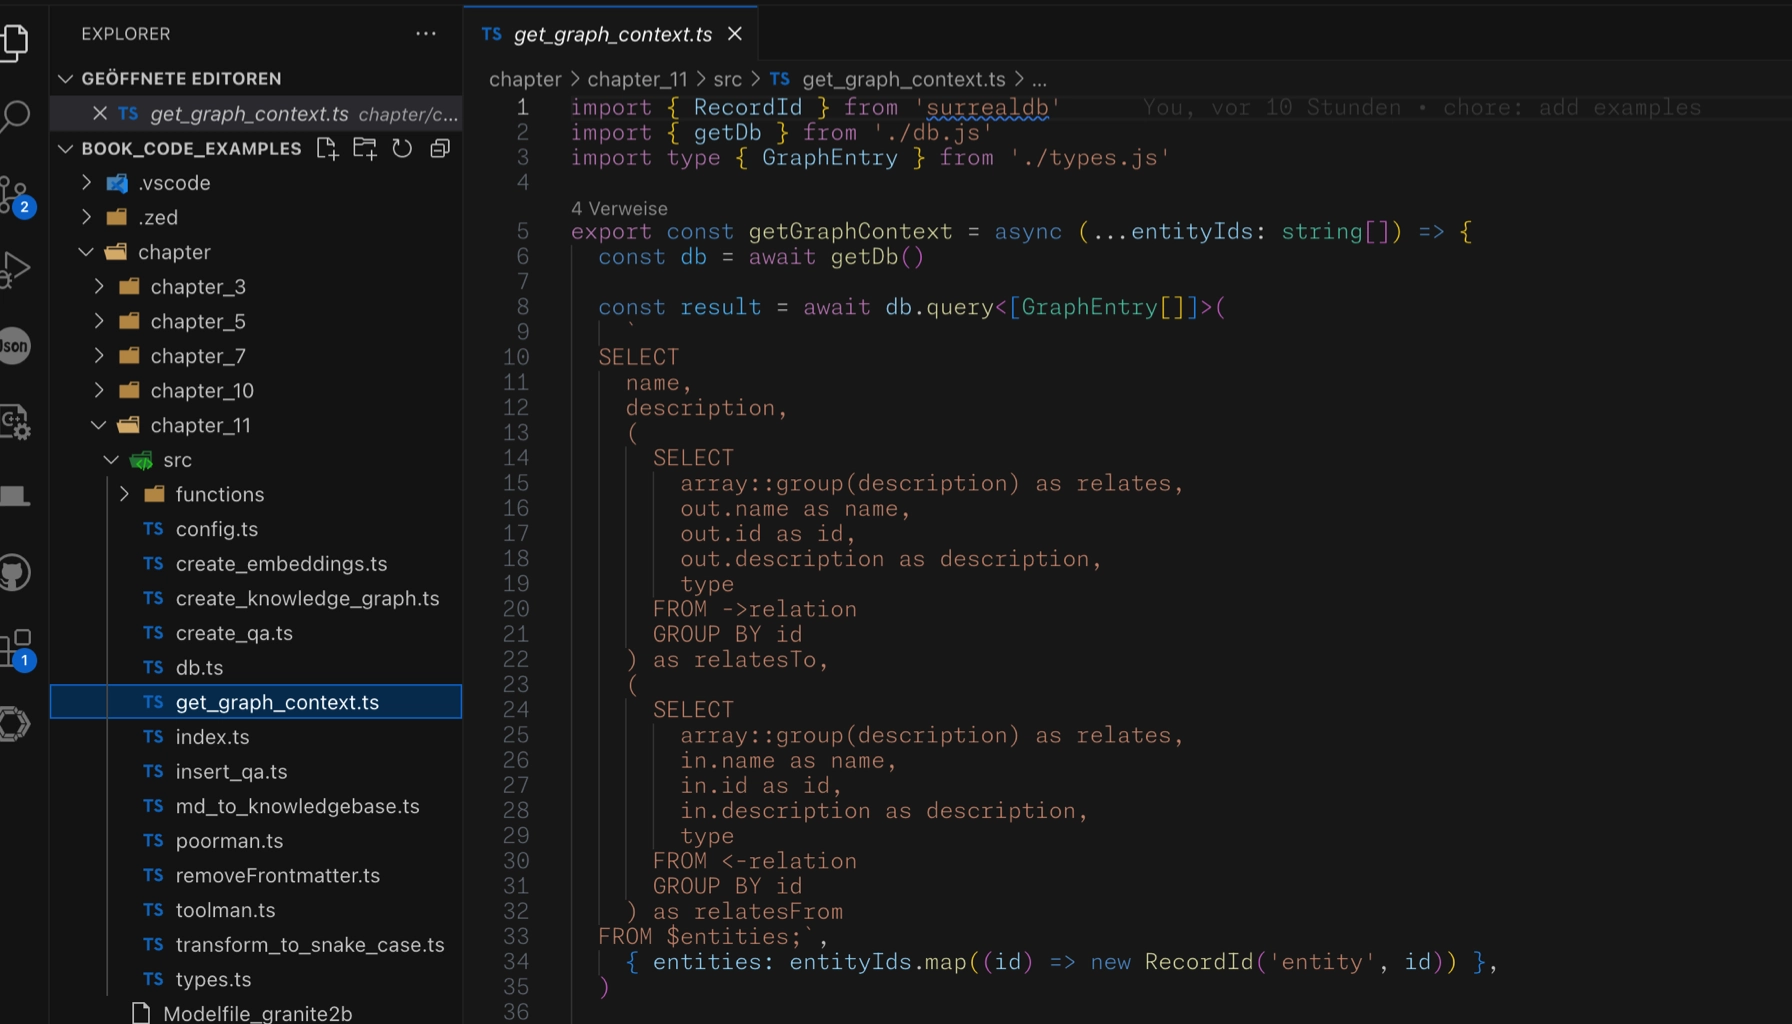 EXPLORER
GEÖFFNETE EDITOREN
TS get_graph_context.ts chapter/c...
BOOK_CODE_EXAMPLES
.vscode
.zed
chapter
chapter_3
chapter_5
chapter_7
chapter_10
chapter_11
src
functions
TS config.ts
TS create_embeddings.ts
TS create_knowledge_graph.ts
TS create_qa.ts
TS db.ts
TS get_graph_context.ts
TS index.ts
TS insert_qa.ts
TS md_to_knowledgebase.ts
TS poorman.ts
TS removeFrontmatter.ts
TS toolman.ts
TS transform_to_snake_case.ts
TS types.ts
Modelfile_granite2b
2
1
TS get_graph_context.ts
chapter > chapter_11 > src > TS get_graph_context.ts > ...
1 import { RecordId } from 'surrealdb' You, vor 10 Stunden • chore: add examples
2 import { getDb } from './db.js'
3 import type { GraphEntry } from './types.js'
4
4 Verweise
5 export const getGraphContext = async (...entityIds: string[]) => {
6 const db = await getDb()
7
8 const result = await db.query<[GraphEntry[]]>(
9 `
10 SELECT
11 name,
12 description,
13 (
14 SELECT
15 array::group(description) as relates,
16 out.name as name,
17 out.id as id,
18 out.description as description,
19 type
20 FROM ->relation
21 GROUP BY id
22 ) as relatesTo,
23 (
24 SELECT
25 array::group(description) as relates,
26 in.name as name,
27 in.id as id,
28 in.description as description,
29 type
30 FROM <-relation
31 GROUP BY id
32 ) as relatesFrom
33 FROM $entities;`,
34 { entities: entityIds.map((id) => new RecordId('entity', id)) },
35 )
36